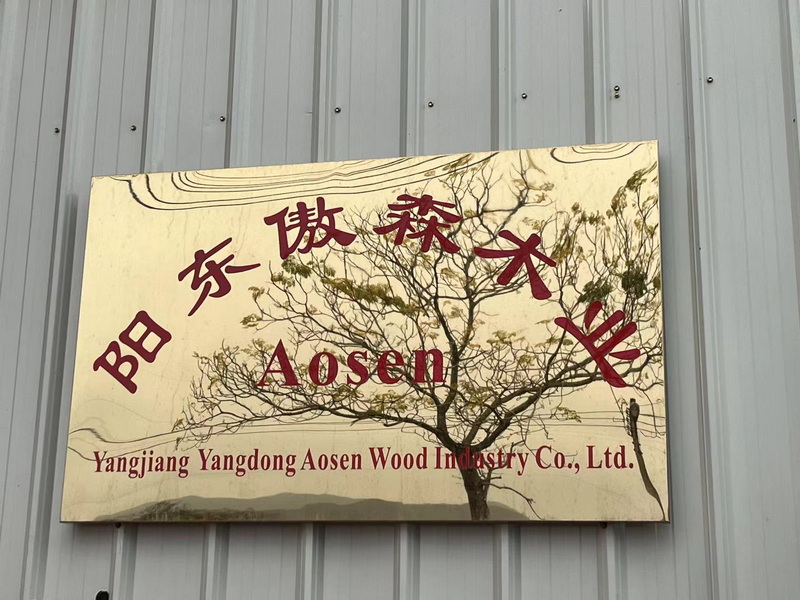 阳东傲森木业
Aosen
Yangjiang Yangdong Aosen Wood Industry Co., Ltd.